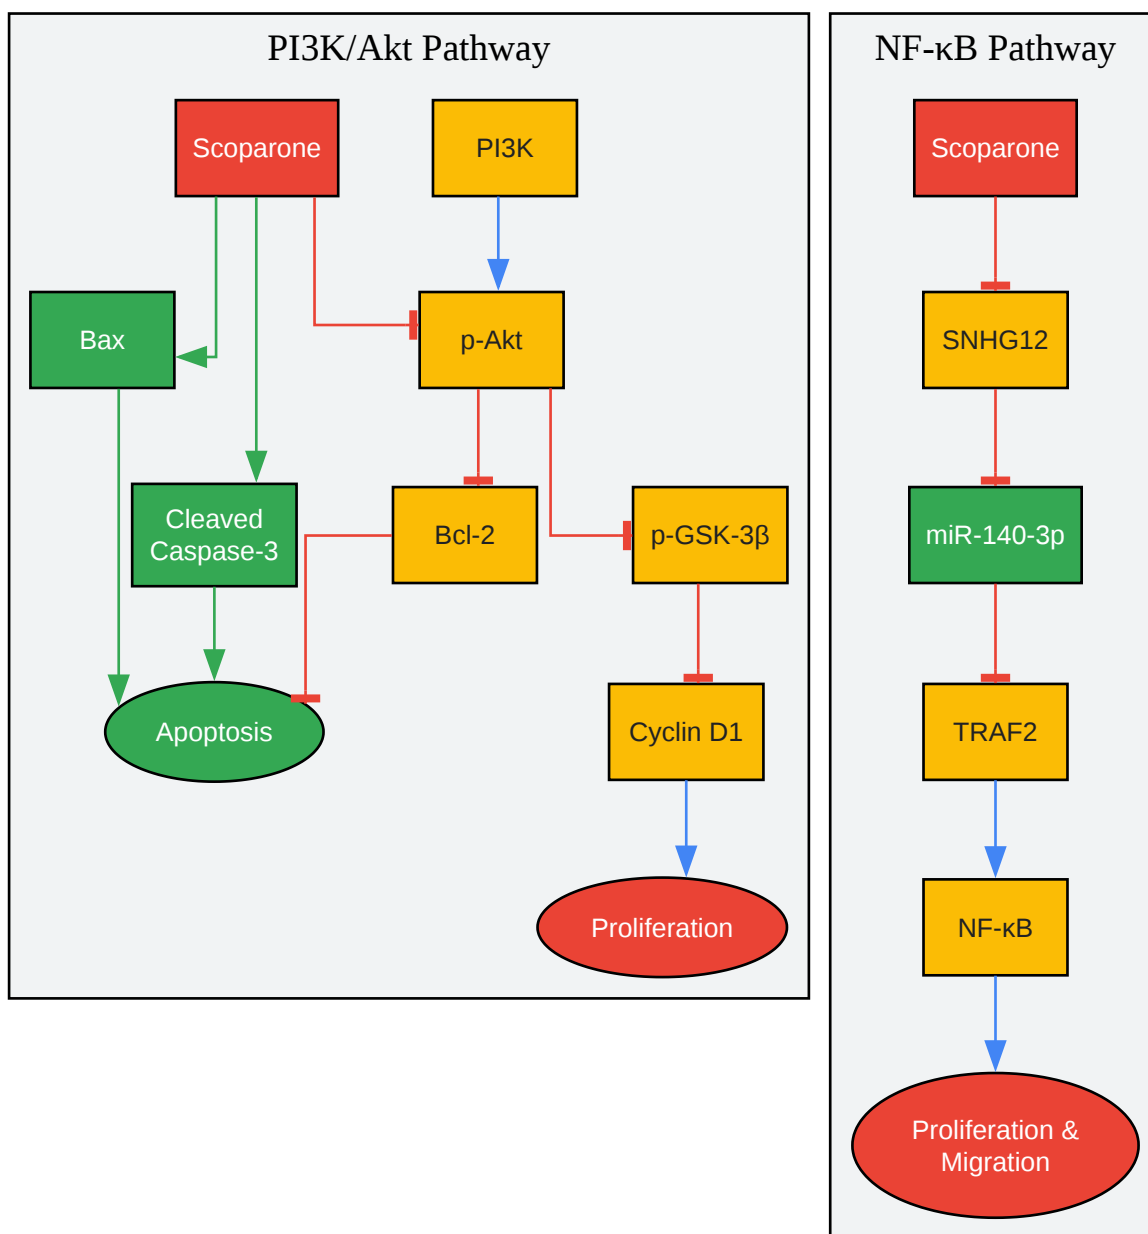 PI3K/Akt Pathway
Scoparone
PI3K
Bax
p-Akt
Cleaved
Caspase-3
Bcl-2
p-GSK-3β
Apoptosis
Cyclin D1
Proliferation
NF-κB Pathway
Scoparone
SNHG12
miR-140-3p
TRAF2
NF-κB
Proliferation &
Migration